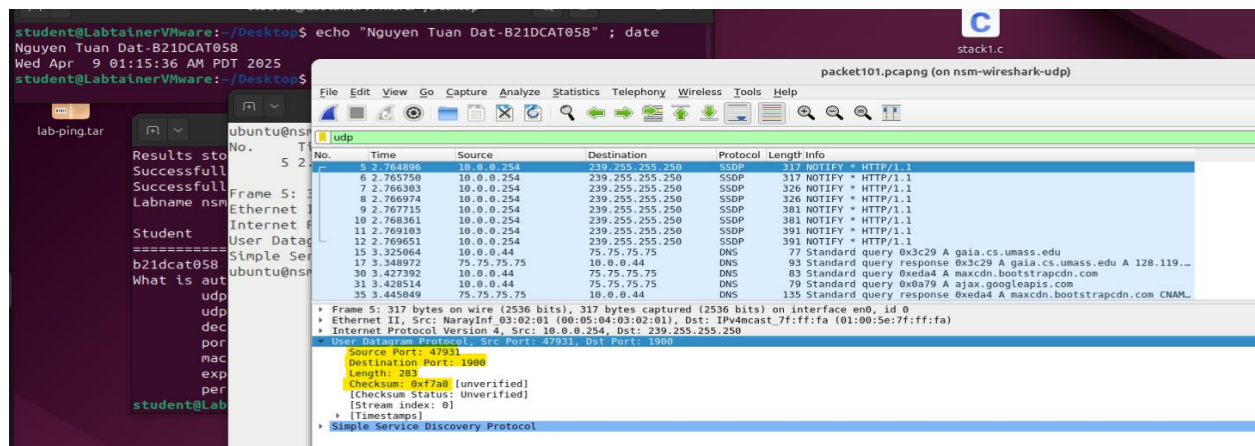 student@LabtainerVMware:~/Desktop$ echo "Nguyen Tuan Dat-B21DCAT058" ; date
Nguyen Tuan Dat-B21DCAT058
Wed Apr 9 01:15:36 AM PDT 2025
student@LabtainerVMware:~/Desktop$
stack1.c
lab-ping.tar
Results sto
Successfull
Successfull
Labname nsm
Student
b21dcat058
What is aut
udp
udp
dec
por
mac
exp
per
student@Lab
ubuntu@nsm
No. Ti
5 2.
Frame 5: 3
Ethernet I
Internet P
User Datag
Simple Ser
ubuntu@nsm
packet101.pcapng (on nsm-wireshark-udp)
File Edit View Go Capture Analyze Statistics Telephony Wireless Tools Help
udp
No. Time Source Destination Protocol Length Info
5 2.764896 10.0.0.254 239.255.255.250 SSDP 317 NOTIFY * HTTP/1.1
6 2.765750 10.0.0.254 239.255.255.250 SSDP 317 NOTIFY * HTTP/1.1
7 2.766303 10.0.0.254 239.255.255.250 SSDP 326 NOTIFY * HTTP/1.1
8 2.766974 10.0.0.254 239.255.255.250 SSDP 326 NOTIFY * HTTP/1.1
9 2.767715 10.0.0.254 239.255.255.250 SSDP 381 NOTIFY * HTTP/1.1
10 2.768361 10.0.0.254 239.255.255.250 SSDP 381 NOTIFY * HTTP/1.1
11 2.769103 10.0.0.254 239.255.255.250 SSDP 391 NOTIFY * HTTP/1.1
12 2.769651 10.0.0.254 239.255.255.250 SSDP 391 NOTIFY * HTTP/1.1
15 3.325064 10.0.0.44 75.75.75.75 DNS 77 Standard query 0x3c29 A gaia.cs.umass.edu
17 3.348972 75.75.75.75 10.0.0.44 DNS 93 Standard query response 0x3c29 A gaia.cs.umass.edu A 128.119.…
30 3.427392 10.0.0.44 75.75.75.75 DNS 83 Standard query 0xeda4 A maxcdn.bootstrapcdn.com
31 3.428514 10.0.0.44 75.75.75.75 DNS 79 Standard query 0x0a79 A ajax.googleapis.com
35 3.445049 75.75.75.75 10.0.0.44 DNS 135 Standard query response 0xeda4 A maxcdn.bootstrapcdn.com CNAM…
Frame 5: 317 bytes on wire (2536 bits), 317 bytes captured (2536 bits) on interface en0, id 0
Ethernet II, Src: NarayInf_03:02:01 (00:05:04:03:02:01), Dst: IPv4mcast_7f:ff:fa (01:00:5e:7f:ff:fa)
Internet Protocol Version 4, Src: 10.0.0.254, Dst: 239.255.255.250
User Datagram Protocol, Src Port: 47931, Dst Port: 1900
Source Port: 47931
Destination Port: 1900
Length: 283
Checksum: 0xf7a8 [unverified]
[Checksum Status: Unverified]
[Stream index: 0]
[Timestamps]
Simple Service Discovery Protocol